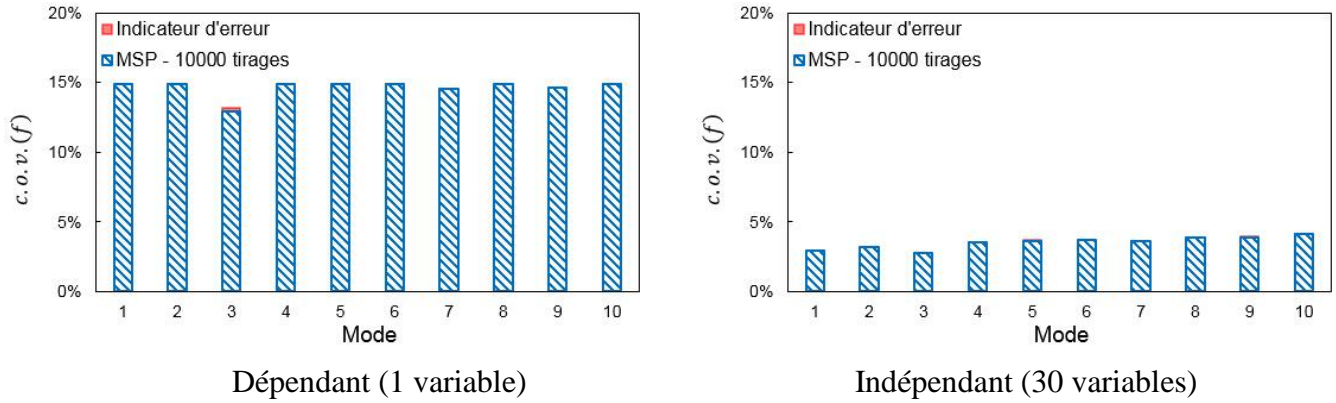 20%
15%
10%
5%
0%
c. o. v. (f)
Indicateur d'erreur
MSP - 10000 tirages
1 2 3 4 5 6 7 8 9 10
Mode
Dépendant (1 variable)
20%
15%
10%
5%
0%
c. o. v. (f)
Indicateur d'erreur
MSP - 10000 tirages
1 2 3 4 5 6 7 8 9 10
Mode
Indépendant (30 variables)